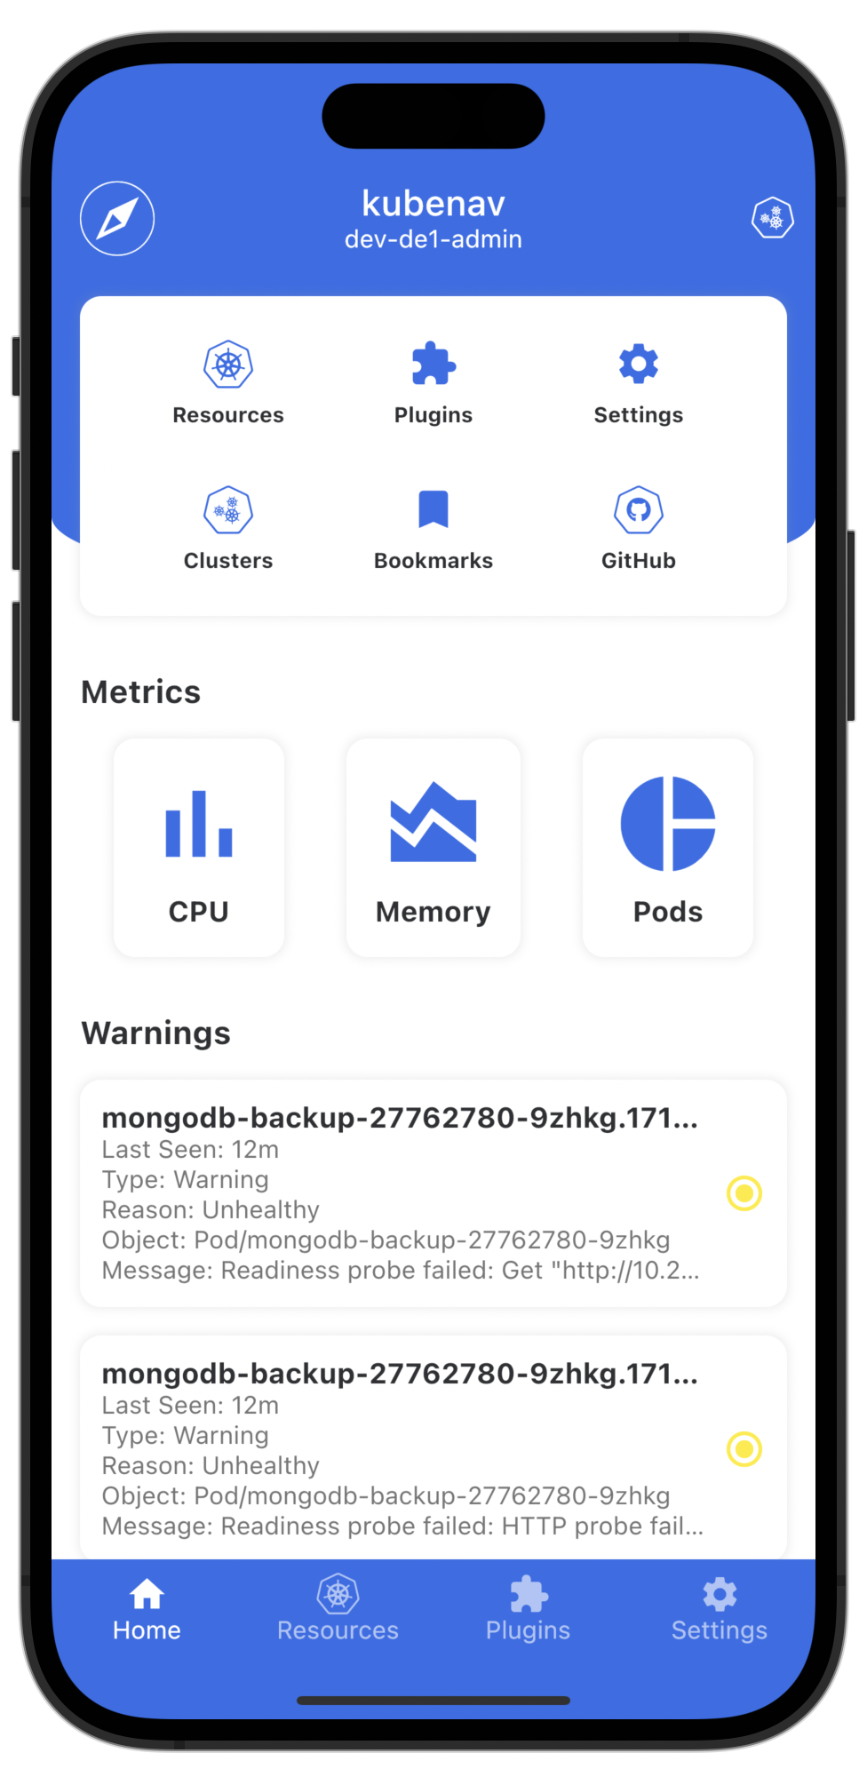 kubenav
dev-de1-admin
Resources
Plugins
Settings
Clusters
Bookmarks
GitHub
Metrics
CPU
Memory
Pods
Warnings
mongodb-backup-27762780-9zhkg.171...
Last Seen: 12m
Type: Warning
Reason: Unhealthy
Object: Pod/mongodb-backup-27762780-9zhkg
Message: Readiness probe failed: Get "http://10.2...
mongodb-backup-27762780-9zhkg.171...
Last Seen: 12m
Type: Warning
Reason: Unhealthy
Object: Pod/mongodb-backup-27762780-9zhkg
Message: Readiness probe failed: HTTP probe fail...
Home
Resources
Plugins
Settings